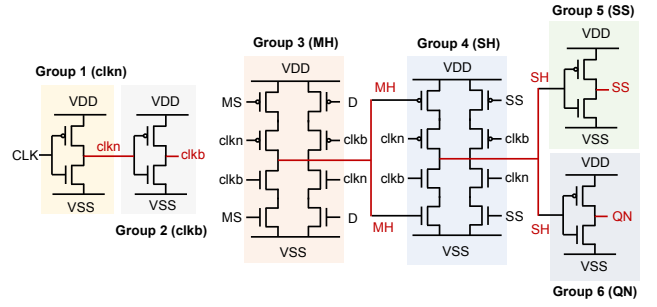 Group 1 (clkn)
VDD
CLK
clkn
VSS
VDD
clkb
VSS
Group 2 (clkb)
Group 3 (MH)
VDD
MS
D
clkn
clkb
clkb
clkn
MS
D
VSS
MH
MH
Group 4 (SH)
VDD
SS
clkn
clkb
clkb
clkn
SS
VSS
Group 5 (SS)
VDD
SH
SS
VSS
VDD
QN
SH
VSS
Group 6 (QN)